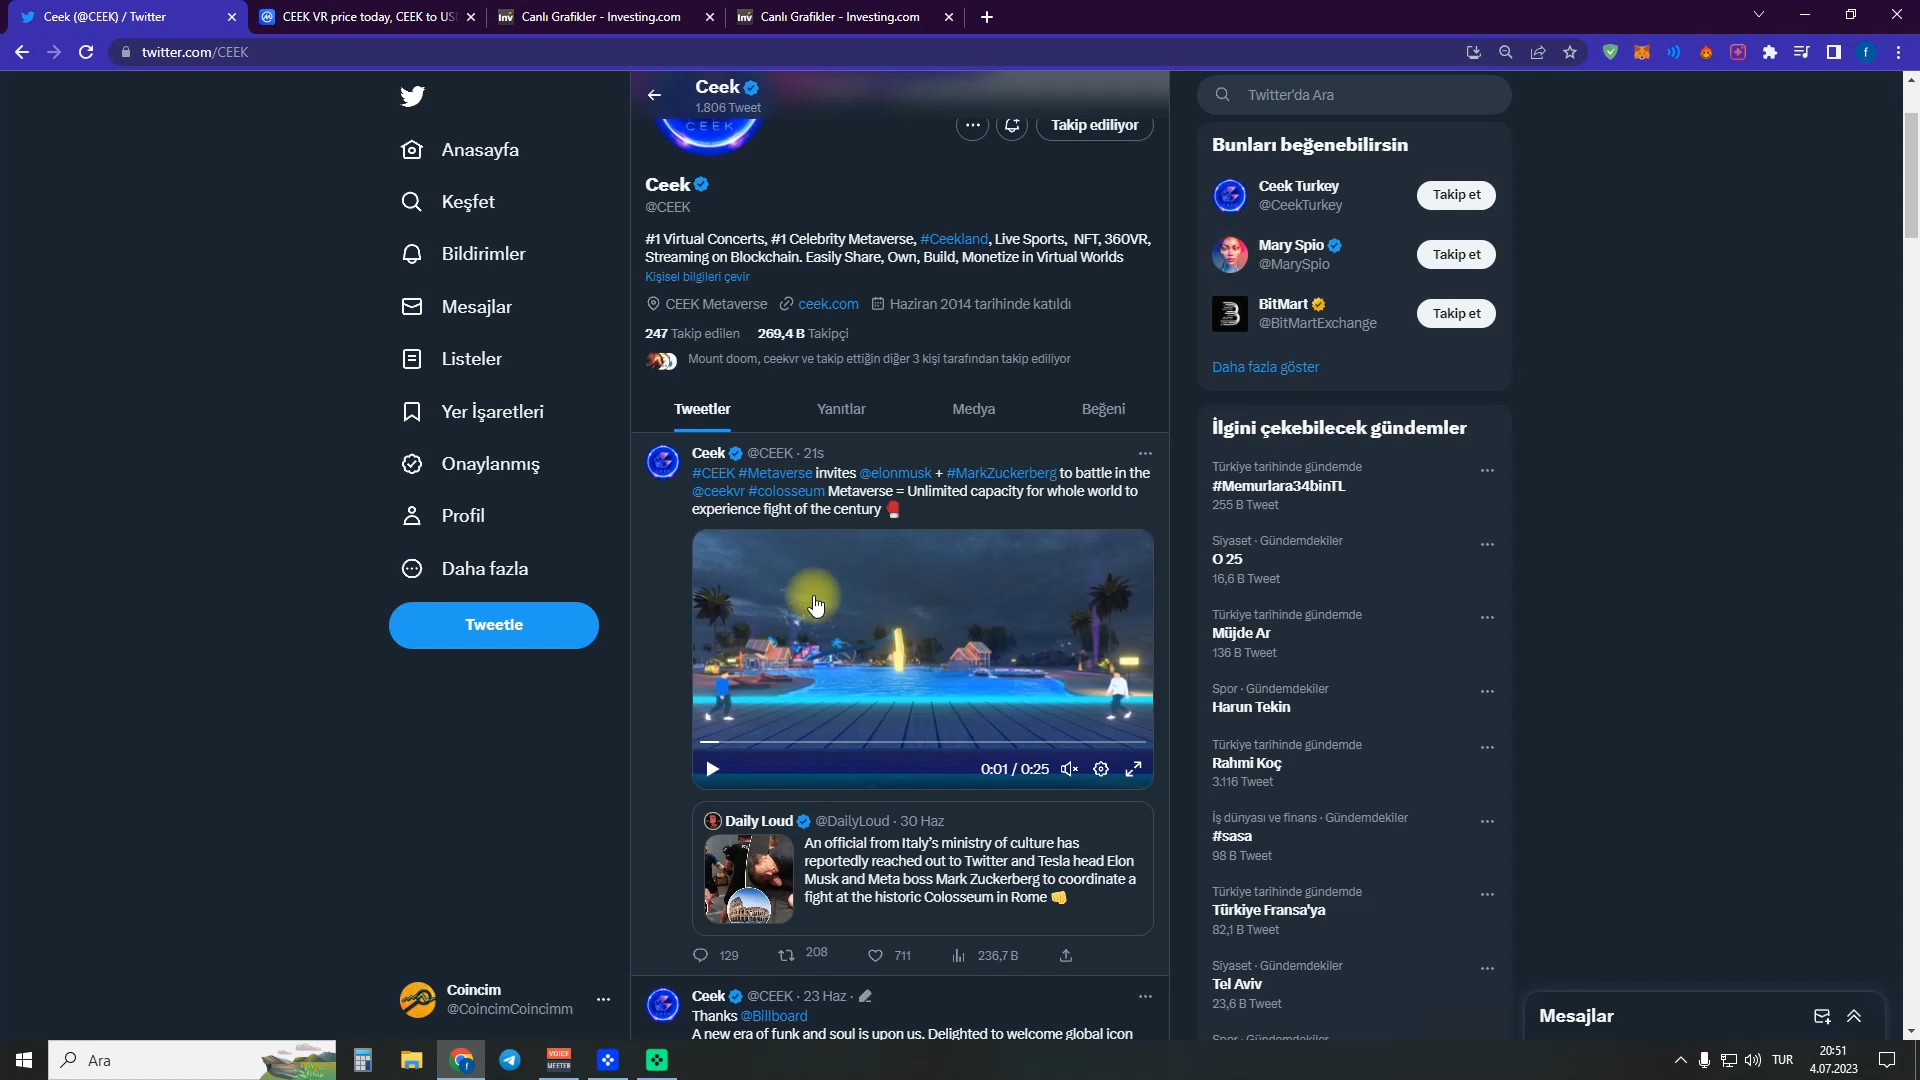 Ceek (@CEEK) / Twitter
CEEK VR price today, CEEK to US
Canlı Grafikler - Investing.com
Canlı Grafikler - Investing.com
twitter.com/CEEK
Anasayfa
Keşfet
Bildirimler
Mesajlar
Listeler
Yer İşaretleri
Onaylanmış
Profil
Daha fazla
Tweetle
Coincim
@CoincimCoincimm
Ceek
1.806 Tweet
CEEK
Takip ediliyor
Ceek
@CEEK
#1 Virtual Concerts, #1 Celebrity Metaverse, #Ceekland, Live Sports, NFT, 360VR,
Streaming on Blockchain. Easily Share, Own, Build, Monetize in Virtual Worlds
Kişisel bilgileri çevir
CEEK Metaverse ceek.com Haziran 2014 tarihinde katıldı
247 Takip edilen 269,4 B Takipçi
Mount doom, ceekvr ve takip ettiğin diğer 3 kişi tarafından takip ediliyor
Tweetler Yanıtlar Medya Beğeni
Ceek @CEEK · 21s
#CEEK #Metaverse invites @elonmusk + #MarkZuckerberg to battle in the
@ceekvr #colosseum Metaverse = Unlimited capacity for whole world to
experience fight of the century 🥊
0:01 / 0:25
Daily Loud @DailyLoud · 30 Haz
An official from Italy's ministry of culture has
reportedly reached out to Twitter and Tesla head Elon
Musk and Meta boss Mark Zuckerberg to coordinate a
fight at the historic Colosseum in Rome 👊
129 208 711 236,7 B
Ceek @CEEK · 23 Haz ·
Thanks @Billboard
A new era of funk and soul is upon us. Delighted to welcome global icon
Twitter'da Ara
Bunları beğenebilirsin
Ceek Turkey
@CeekTurkey
Takip et
Mary Spio
@MarySpio
Takip et
BitMart
@BitMartExchange
Takip et
Daha fazla göster
İlgini çekebilecek gündemler
Türkiye tarihinde gündemde
#Memurlara34binTL
255 B Tweet
Siyaset · Gündemdekiler
O 25
16,6 B Tweet
Türkiye tarihinde gündemde
Müjde Ar
136 B Tweet
Spor · Gündemdekiler
Harun Tekin
Türkiye tarihinde gündemde
Rahmi Koç
3.116 Tweet
İş dünyası ve finans · Gündemdekiler
#sasa
98 B Tweet
Türkiye tarihinde gündemde
Türkiye Fransa'ya
82,1 B Tweet
Siyaset · Gündemdekiler
Tel Aviv
23,6 B Tweet
Spor · Gündemdekiler
Mesajlar
Ara
VOICE
MEETER
TUR
20:51
4.07.2023